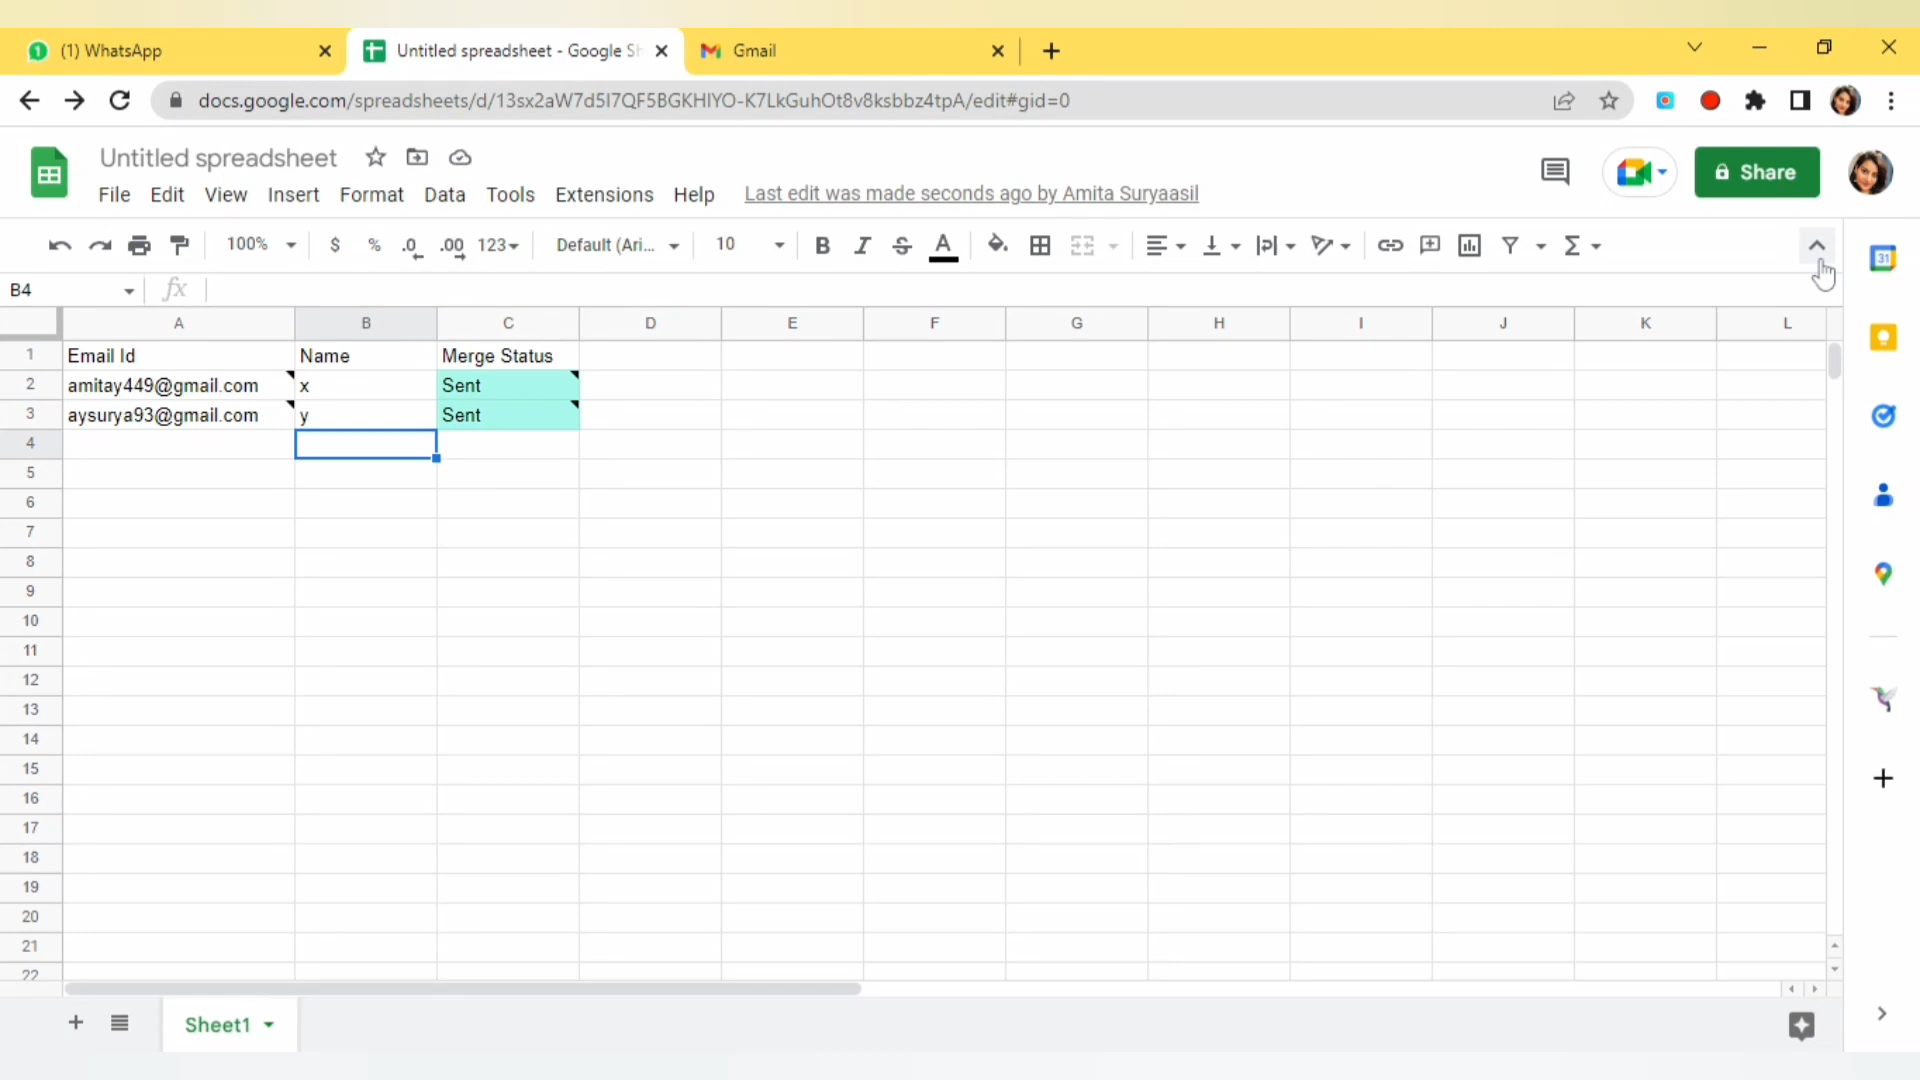 (1) WhatsApp
Untitled spreadsheet - Google Sh
Gmail
docs.google.com/spreadsheets/d/13sx2aW7d5I7QF5BGKHIYO-K7LkGuhOt8v8ksbbz4tpA/edit#gid=0
Untitled spreadsheet
File Edit View Insert Format Data Tools Extensions Help Last edit was made seconds ago by Amita Suryaasil
Share
100% $ % .0 .00 123 Default (Ari... 10 B I S A
31
B4 fx
A B C D E F G H I J K L
1 Email Id Name Merge Status
2 amitay449@gmail.com x Sent
3 aysurya93@gmail.com y Sent
4
5
6
7
8
9
10
11
12
13
14
15
16
17
18
19
20
21
22
Sheet1